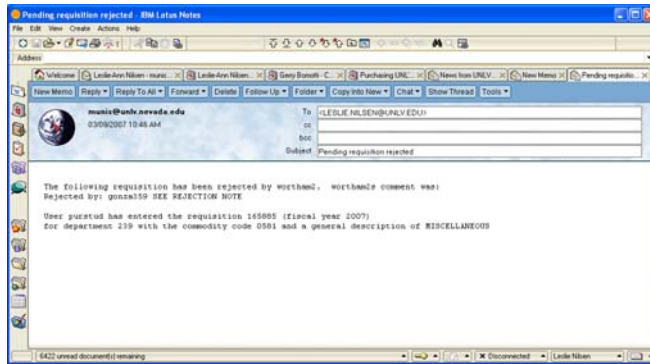 Pending requisition rejected - IBM Lotus Notes
File Edit View Create Actions Help
Address
Welcome Leslie-Ann Nilsen - munis... Leslie-Ann Nilsen... Gerry Bomotti - C... Purchasing UNL... News from UNLV... New Memo Pending requisitio...
New Memo Reply Reply To All Forward Delete Follow Up Folder Copy Into New Chat Show Thread Tools
munis@unlv.nevada.edu
03/09/2007 10:46 AM
To <LESLIE.NILSEN@UNLV.EDU>
cc
bcc
Subject Pending requisition rejected
The following requisition has been rejected by wortham2. wortham2s comment was:
Rejected by: gonza359 SEE REJECTION NOTE
User purstud has entered the requisition 165885 (fiscal year 2007)
for department 239 with the commodity code 0581 and a general description of MISCELLANEOUS
6422 unread document(s) remaining Disconnected Leslie Nilsen